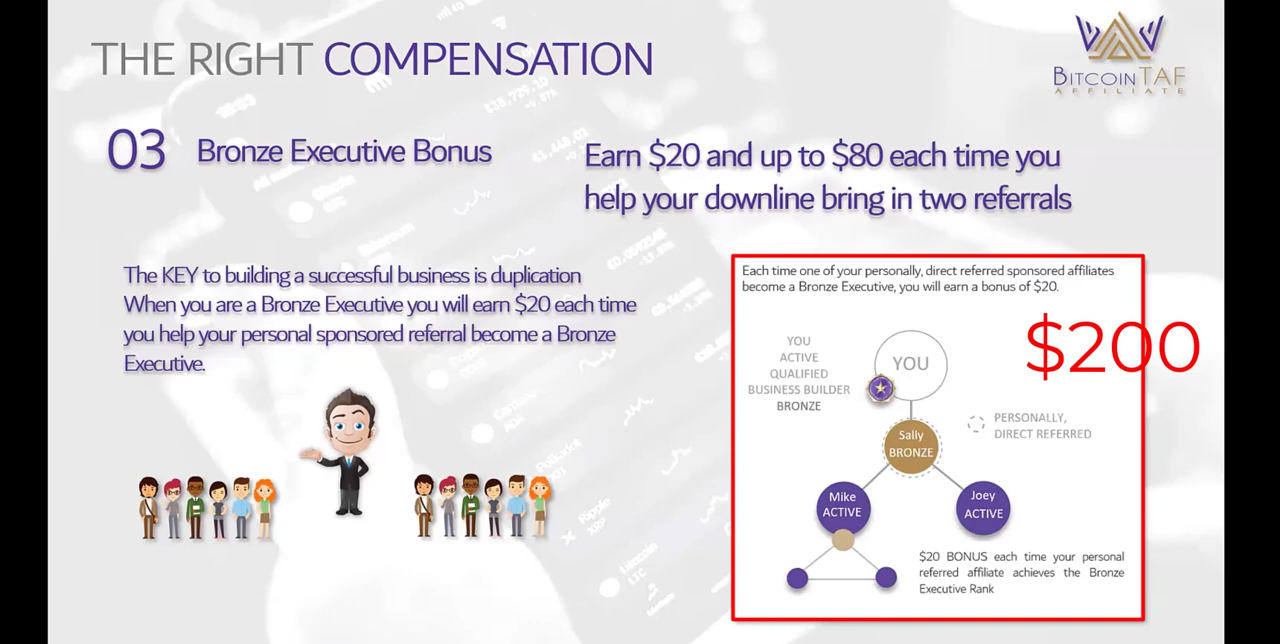 THE RIGHT COMPENSATION
BITCOINTAF
AFFILIATE
03 Bronze Executive Bonus
Earn $20 and up to $80 each time you
help your downline bring in two referrals
The KEY to building a successful business is duplication
When you are a Bronze Executive you will earn $20 each time
you help your personal sponsored referral become a Bronze
Executive.
Each time one of your personally, direct referred sponsored affiliates
become a Bronze Executive, you will earn a bonus of $20.
$200
YOU
ACTIVE
QUALIFIED
BUSINESS BUILDER
BRONZE
YOU
PERSONALLY,
DIRECT REFERRED
Sally
BRONZE
Mike
ACTIVE
Joey
ACTIVE
$20 BONUS each time your personal
referred affiliate achieves the Bronze
Executive Rank
Ripple
XRP
Litecoin
LTC